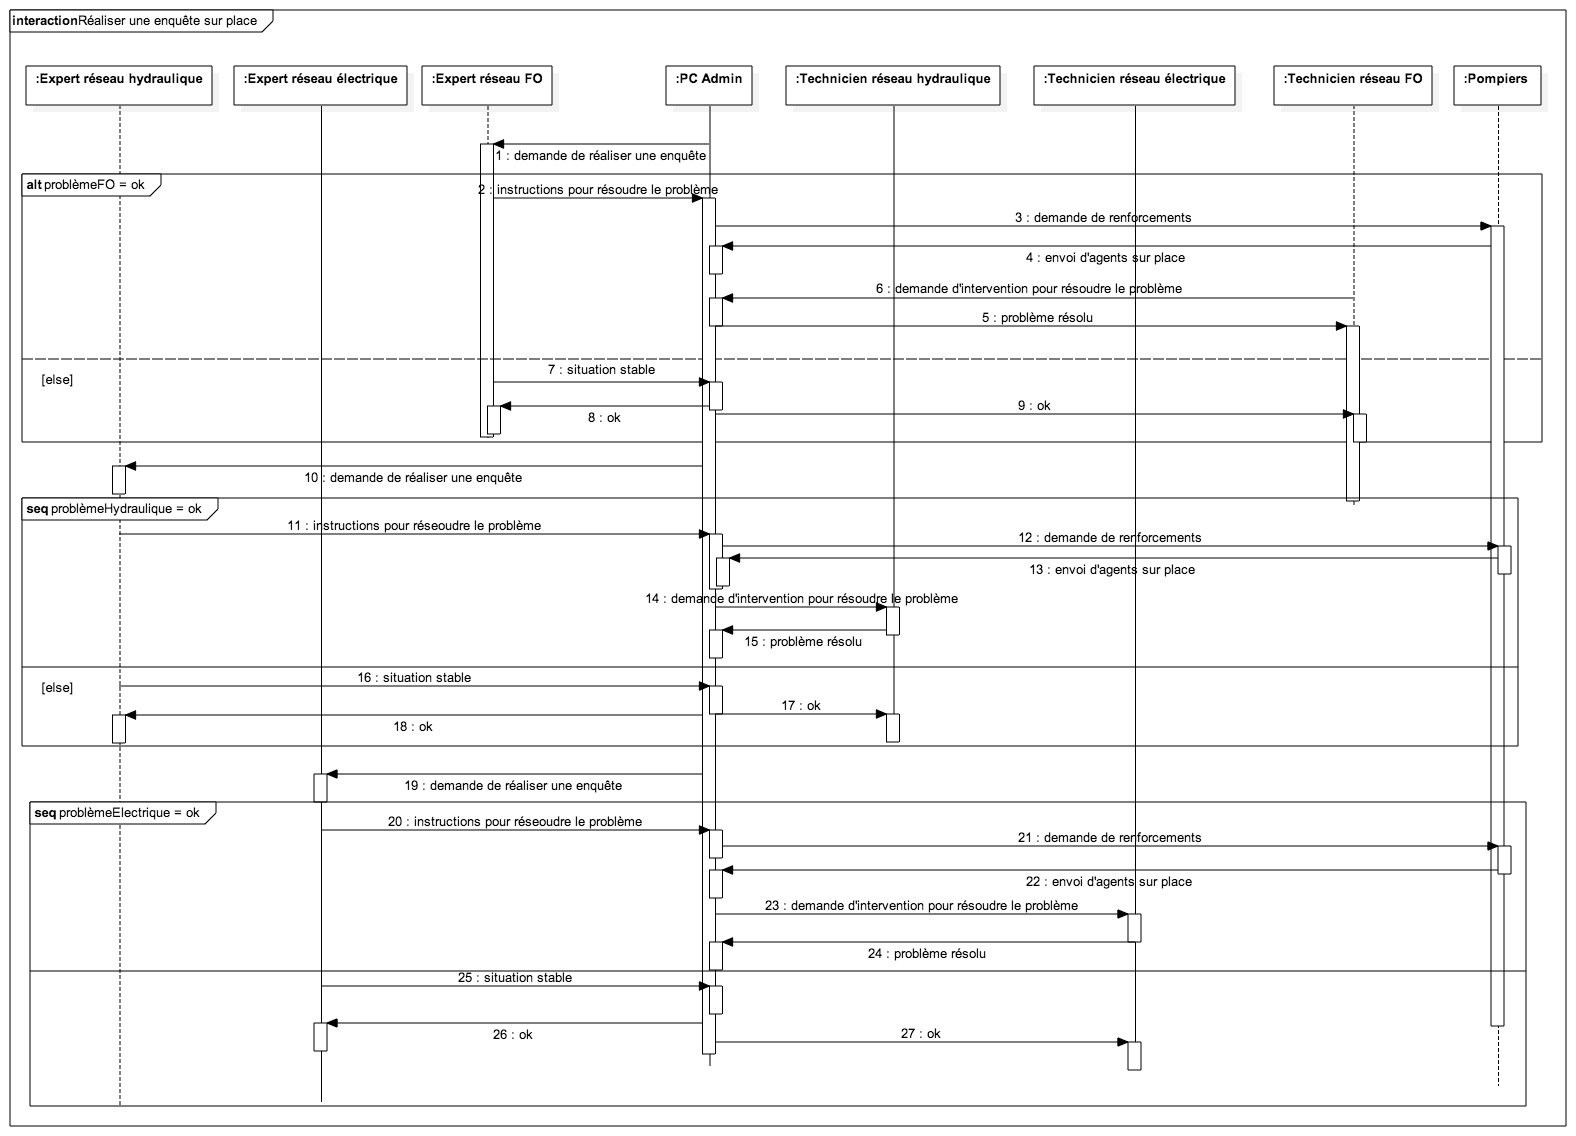 interactionRéaliser une enquête sur place
:Expert réseau hydraulique
:Expert réseau électrique
:Expert réseau FO
:PC Admin
:Technicien réseau hydraulique
:Technicien réseau électrique
:Technicien réseau FO
:Pompiers
1 : demande de réaliser une enquête
alt problèmeFO = ok
2 : instructions pour résoudre le problème
3 : demande de renforcements
4 : envoi d'agents sur place
6 : demande d'intervention pour résoudre le problème
5 : problème résolu
7 : situation stable
[else]
9 : ok
8 : ok
10 : demande de réaliser une enquête
seq problèmeHydraulique = ok
11 : instructions pour réseoudre le problème
12 : demande de renforcements
13 : envoi d'agents sur place
14 : demande d'intervention pour résoudre le problème
15 : problème résolu
16 : situation stable
[else]
17 : ok
18 : ok
19 : demande de réaliser une enquête
seq problèmeElectrique = ok
20 : instructions pour réseoudre le problème
21 : demande de renforcements
22 : envoi d'agents sur place
23 : demande d'intervention pour résoudre le problème
24 : problème résolu
25 : situation stable
26 : ok
27 : ok